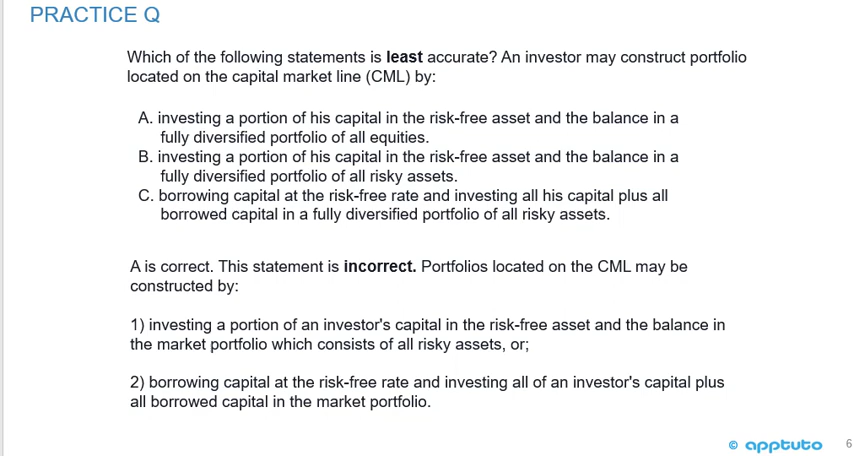 PRACTICE Q
Which of the following statements is least accurate? An investor may construct portfolio
located on the capital market line (CML) by:
A. investing a portion of his capital in the risk-free asset and the balance in a
fully diversified portfolio of all equities.
B. investing a portion of his capital in the risk-free asset and the balance in a
fully diversified portfolio of all risky assets.
C. borrowing capital at the risk-free rate and investing all his capital plus all
borrowed capital in a fully diversified portfolio of all risky assets.
A is correct. This statement is incorrect. Portfolios located on the CML may be
constructed by:
1) investing a portion of an investor's capital in the risk-free asset and the balance in
the market portfolio which consists of all risky assets, or;
2) borrowing capital at the risk-free rate and investing all of an investor's capital plus
all borrowed capital in the market portfolio.
© apptuto 6